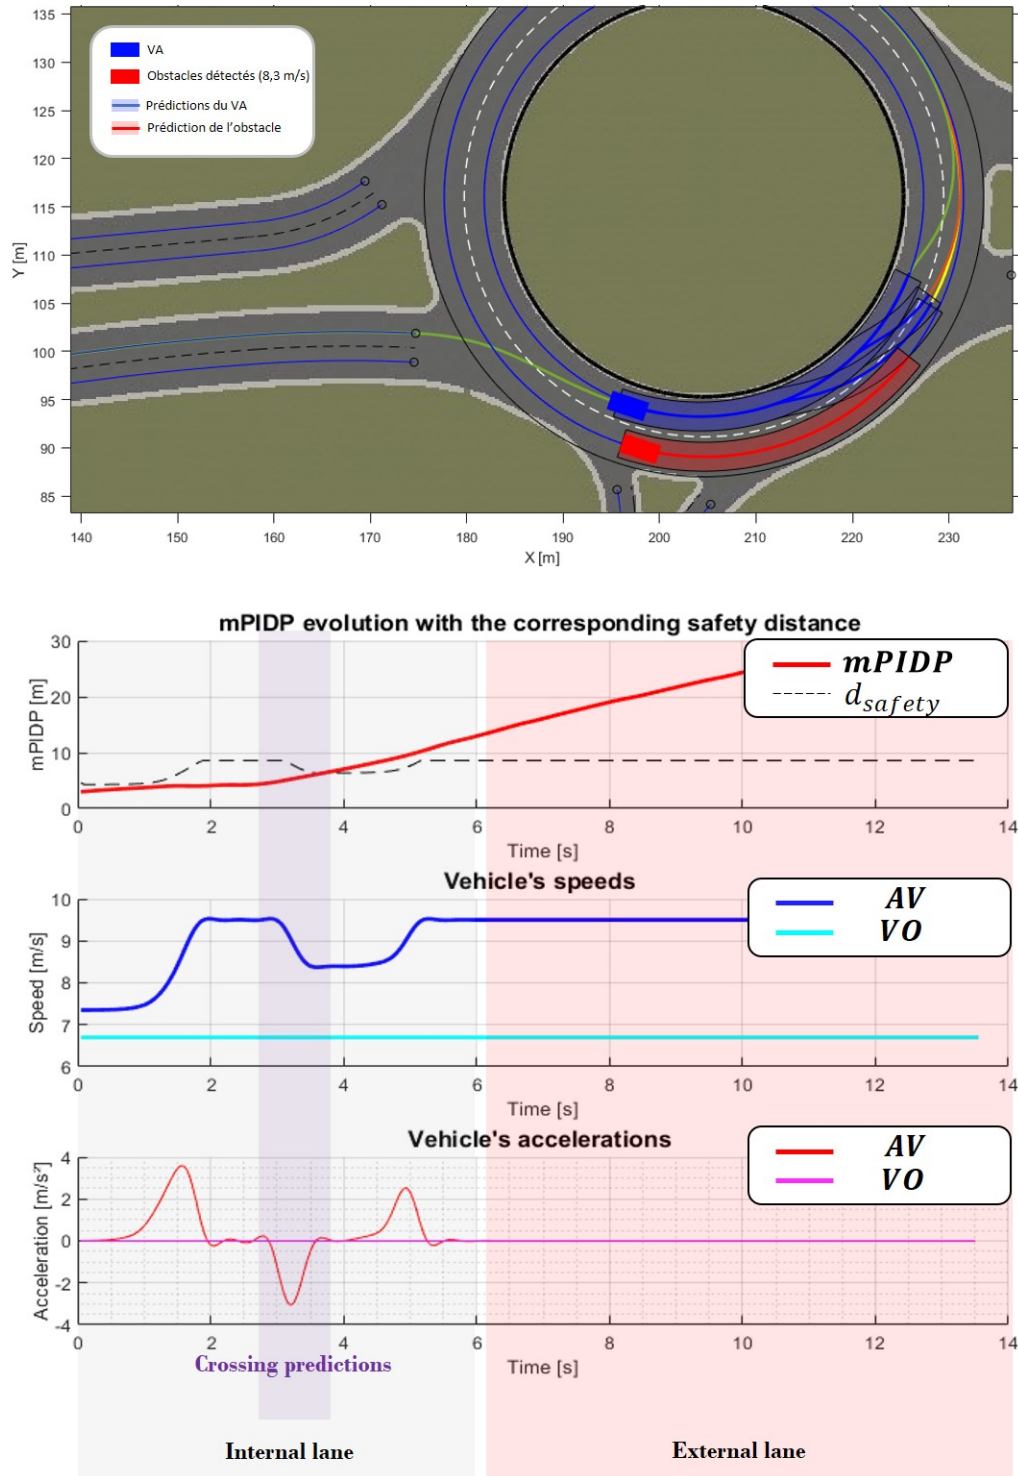 135
130
125
120
115
110
105
100
95
90
85
Y [m]
VA
Obstacles détectés (8,3 m/s)
Prédictions du VA
Prédiction de l'obstacle
140 150 160 170 180 190 200 210 220 230
X [m]
mPIDP evolution with the corresponding safety distance
30
20
10
0
mPIDP [m]
mPIDP
d_safety
0 2 4 6 8 10 12 14
Time [s]
Vehicle's speeds
10
9
8
7
6
Speed [m/s]
AV
VO
0 2 4 6 8 10 12 14
Time [s]
Vehicle's accelerations
4
2
0
-2
-4
Acceleration [m/s²]
AV
VO
0 2 4 6 8 10 12 14
Crossing predictions
Time [s]
Internal lane
External lane